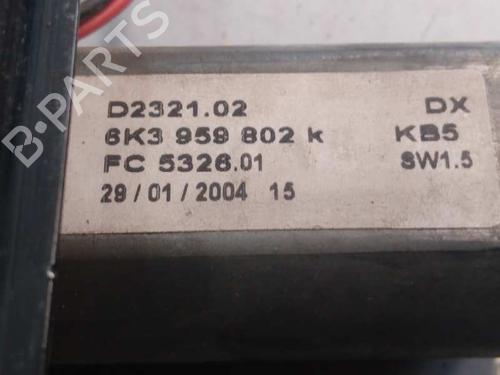 B-PARTS
D2321.02 DX
6K3 959 802 k KB5
FC 5326.01 SW1.5
29 / 01 / 2004 15